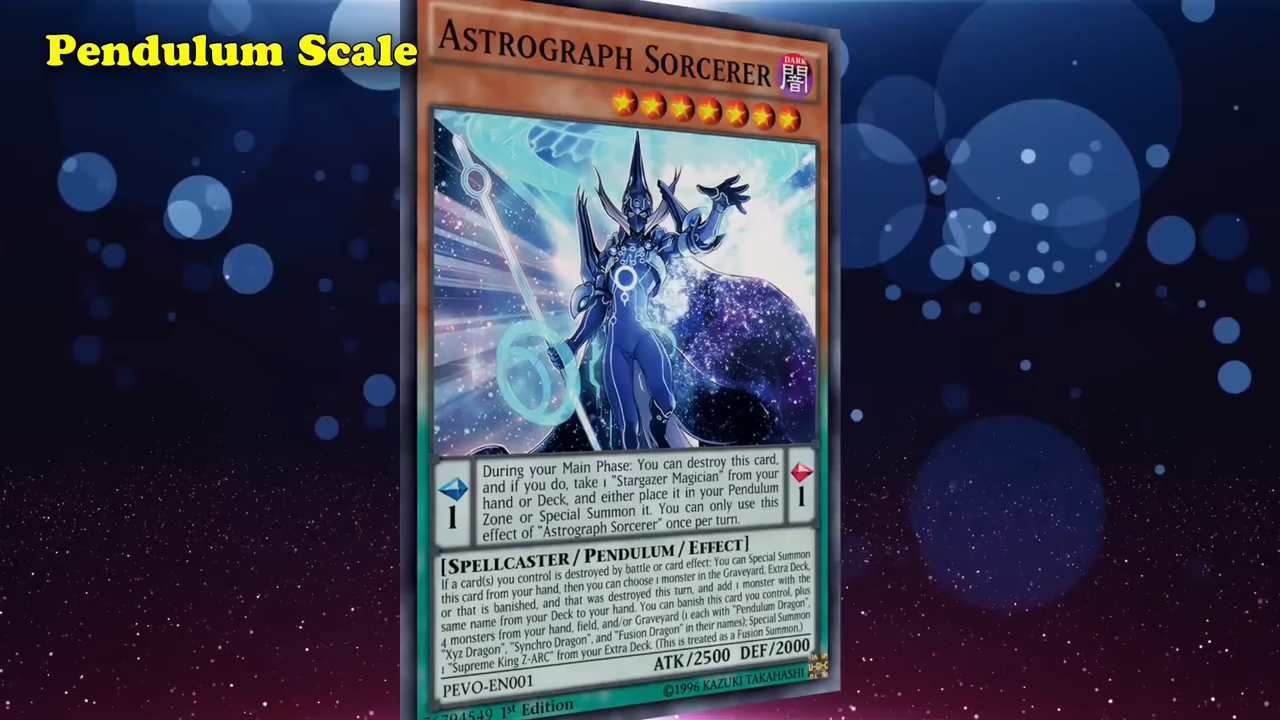 Pendulum Scale
ASTROGRAPH SORCERER
DARK
闇
During your Main Phase: You can destroy this card,
and if you do, take 1 "Stargazer Magician" from your
hand or Deck, and either place it in your Pendulum
Zone or Special Summon it. You can only use this
effect of "Astrograph Sorcerer" once per turn.
1
1
[SPELLCASTER / PENDULUM / EFFECT]
If a card(s) you control is destroyed by battle or card effect: You can Special Summon
this card from your hand, then you can choose 1 monster in the Graveyard, Extra Deck,
or that is banished, and that was destroyed this turn, and add 1 monster with the
same name from your Deck to your hand. You can banish this card you control, plus
4 monsters from your hand, field, and/or Graveyard (1 each with "Pendulum Dragon",
"Xyz Dragon", "Synchro Dragon", and "Fusion Dragon" in their names); Special Summon
1 "Supreme King Z-ARC" from your Extra Deck. (This is treated as a Fusion Summon.)
ATK/2500 DEF/2000
PEVO-EN001
©1996 KAZUKI TAKAHASHI
76794549 1st Edition